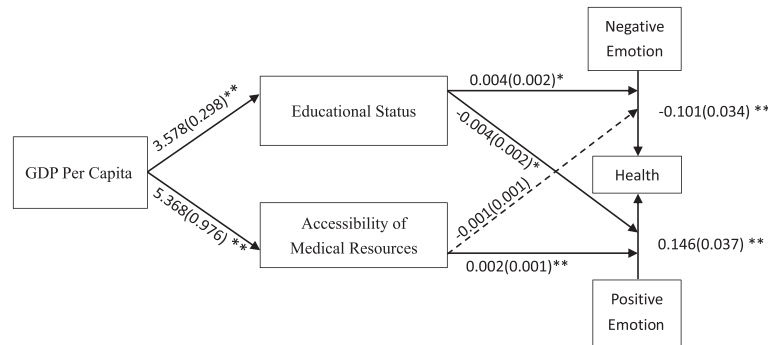 Negative
Emotion
0.004(0.002)*
3.578(0.298)**
Educational Status
-0.101(0.034) **
-0.004(0.002)*
GDP Per Capita
Health
5.368(0.976) **
-0.001(0.001)
Accessibility of
Medical Resources
0.146(0.037) **
0.002(0.001)**
Positive
Emotion